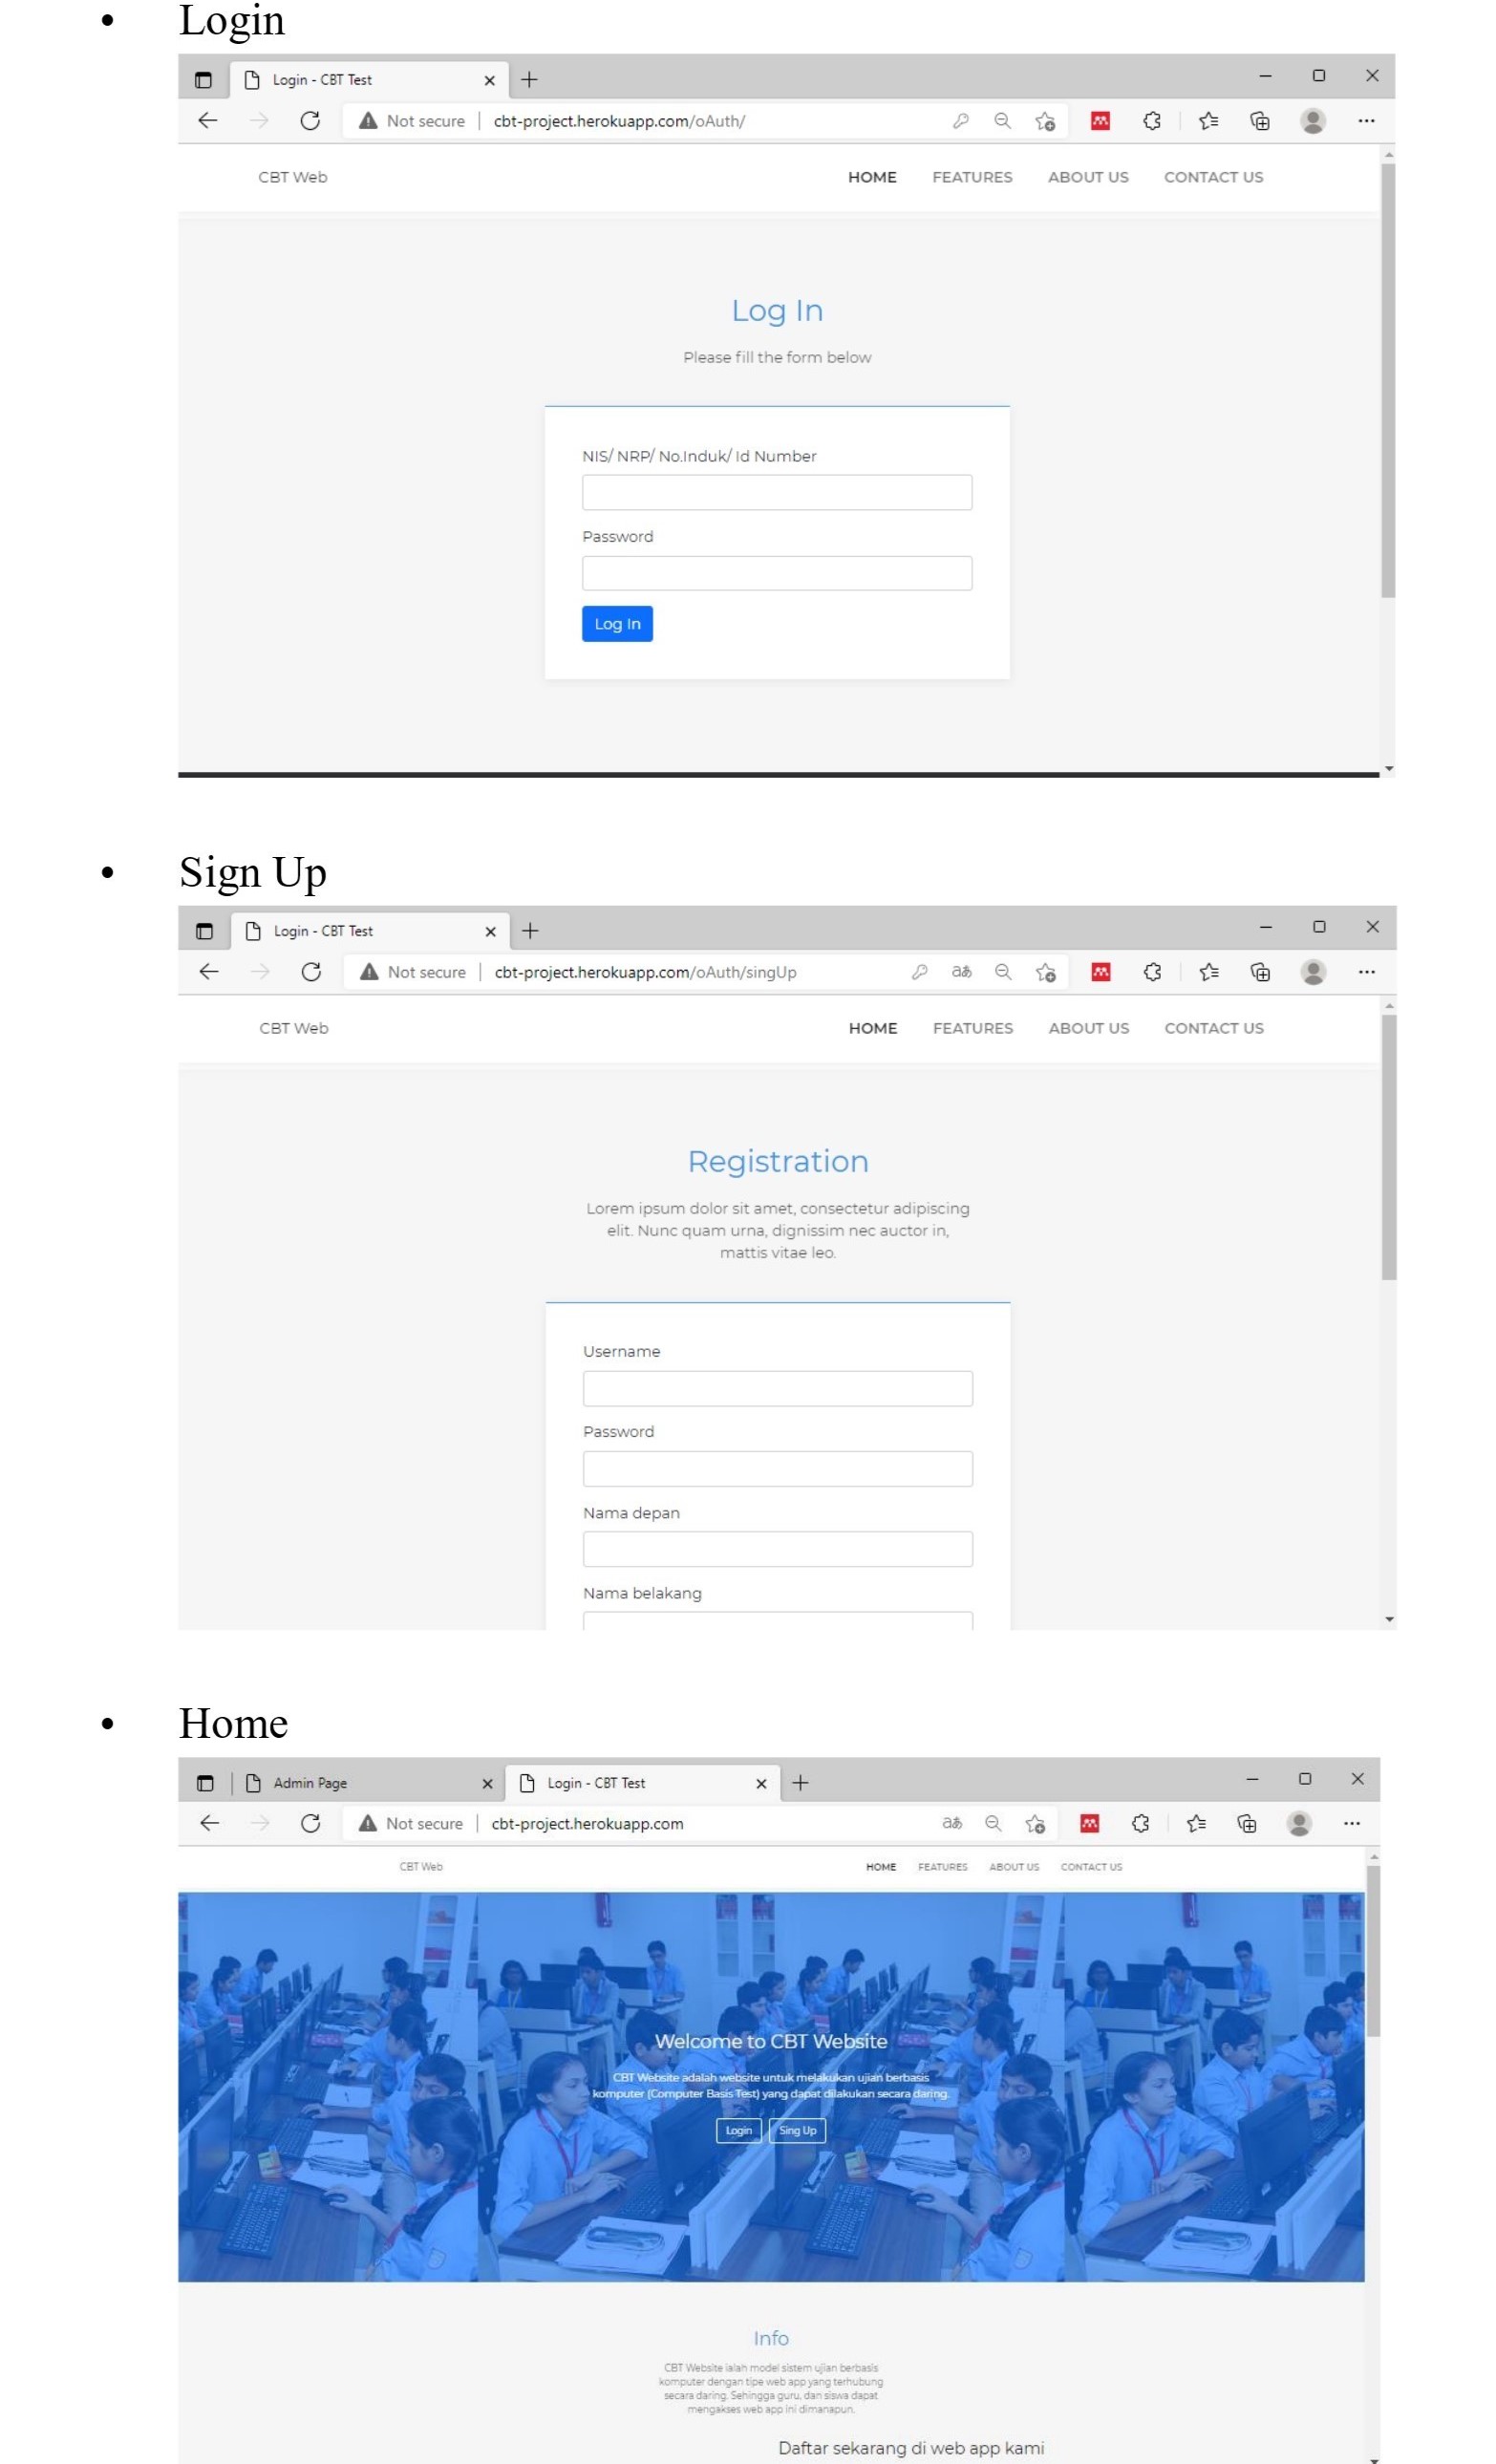 • Login
Login - CBT Test
Not secure | cbt-project.herokuapp.com/oAuth/
CBT Web HOME FEATURES ABOUT US CONTACT US
Log In
Please fill the form below
NIS/ NRP/ No.Induk/ Id Number
Password
Log In
• Sign Up
Login - CBT Test
Not secure | cbt-project.herokuapp.com/oAuth/singUp
CBT Web HOME FEATURES ABOUT US CONTACT US
Registration
Lorem ipsum dolor sit amet, consectetur adipiscing
elit. Nunc quam urna, dignissim nec auctor in,
mattis vitae leo.
Username
Password
Nama depan
Nama belakang
• Home
Admin Page Login - CBT Test
Not secure | cbt-project.herokuapp.com
CBT Web HOME FEATURES ABOUT US CONTACT US
Welcome to CBT Website
CBT Website adalah website untuk melakukan ujian berbasis
komputer (Computer Basis Test) yang dapat dilakukan secara daring.
Login Sing Up
Info
CBT Website ialah model sistem ujian berbasis
komputer dengan tipe web app yang terhubung
secara daring. Sehingga guru, dan siswa dapat
mengakses web app ini dimanapun.
Daftar sekarang di web app kami